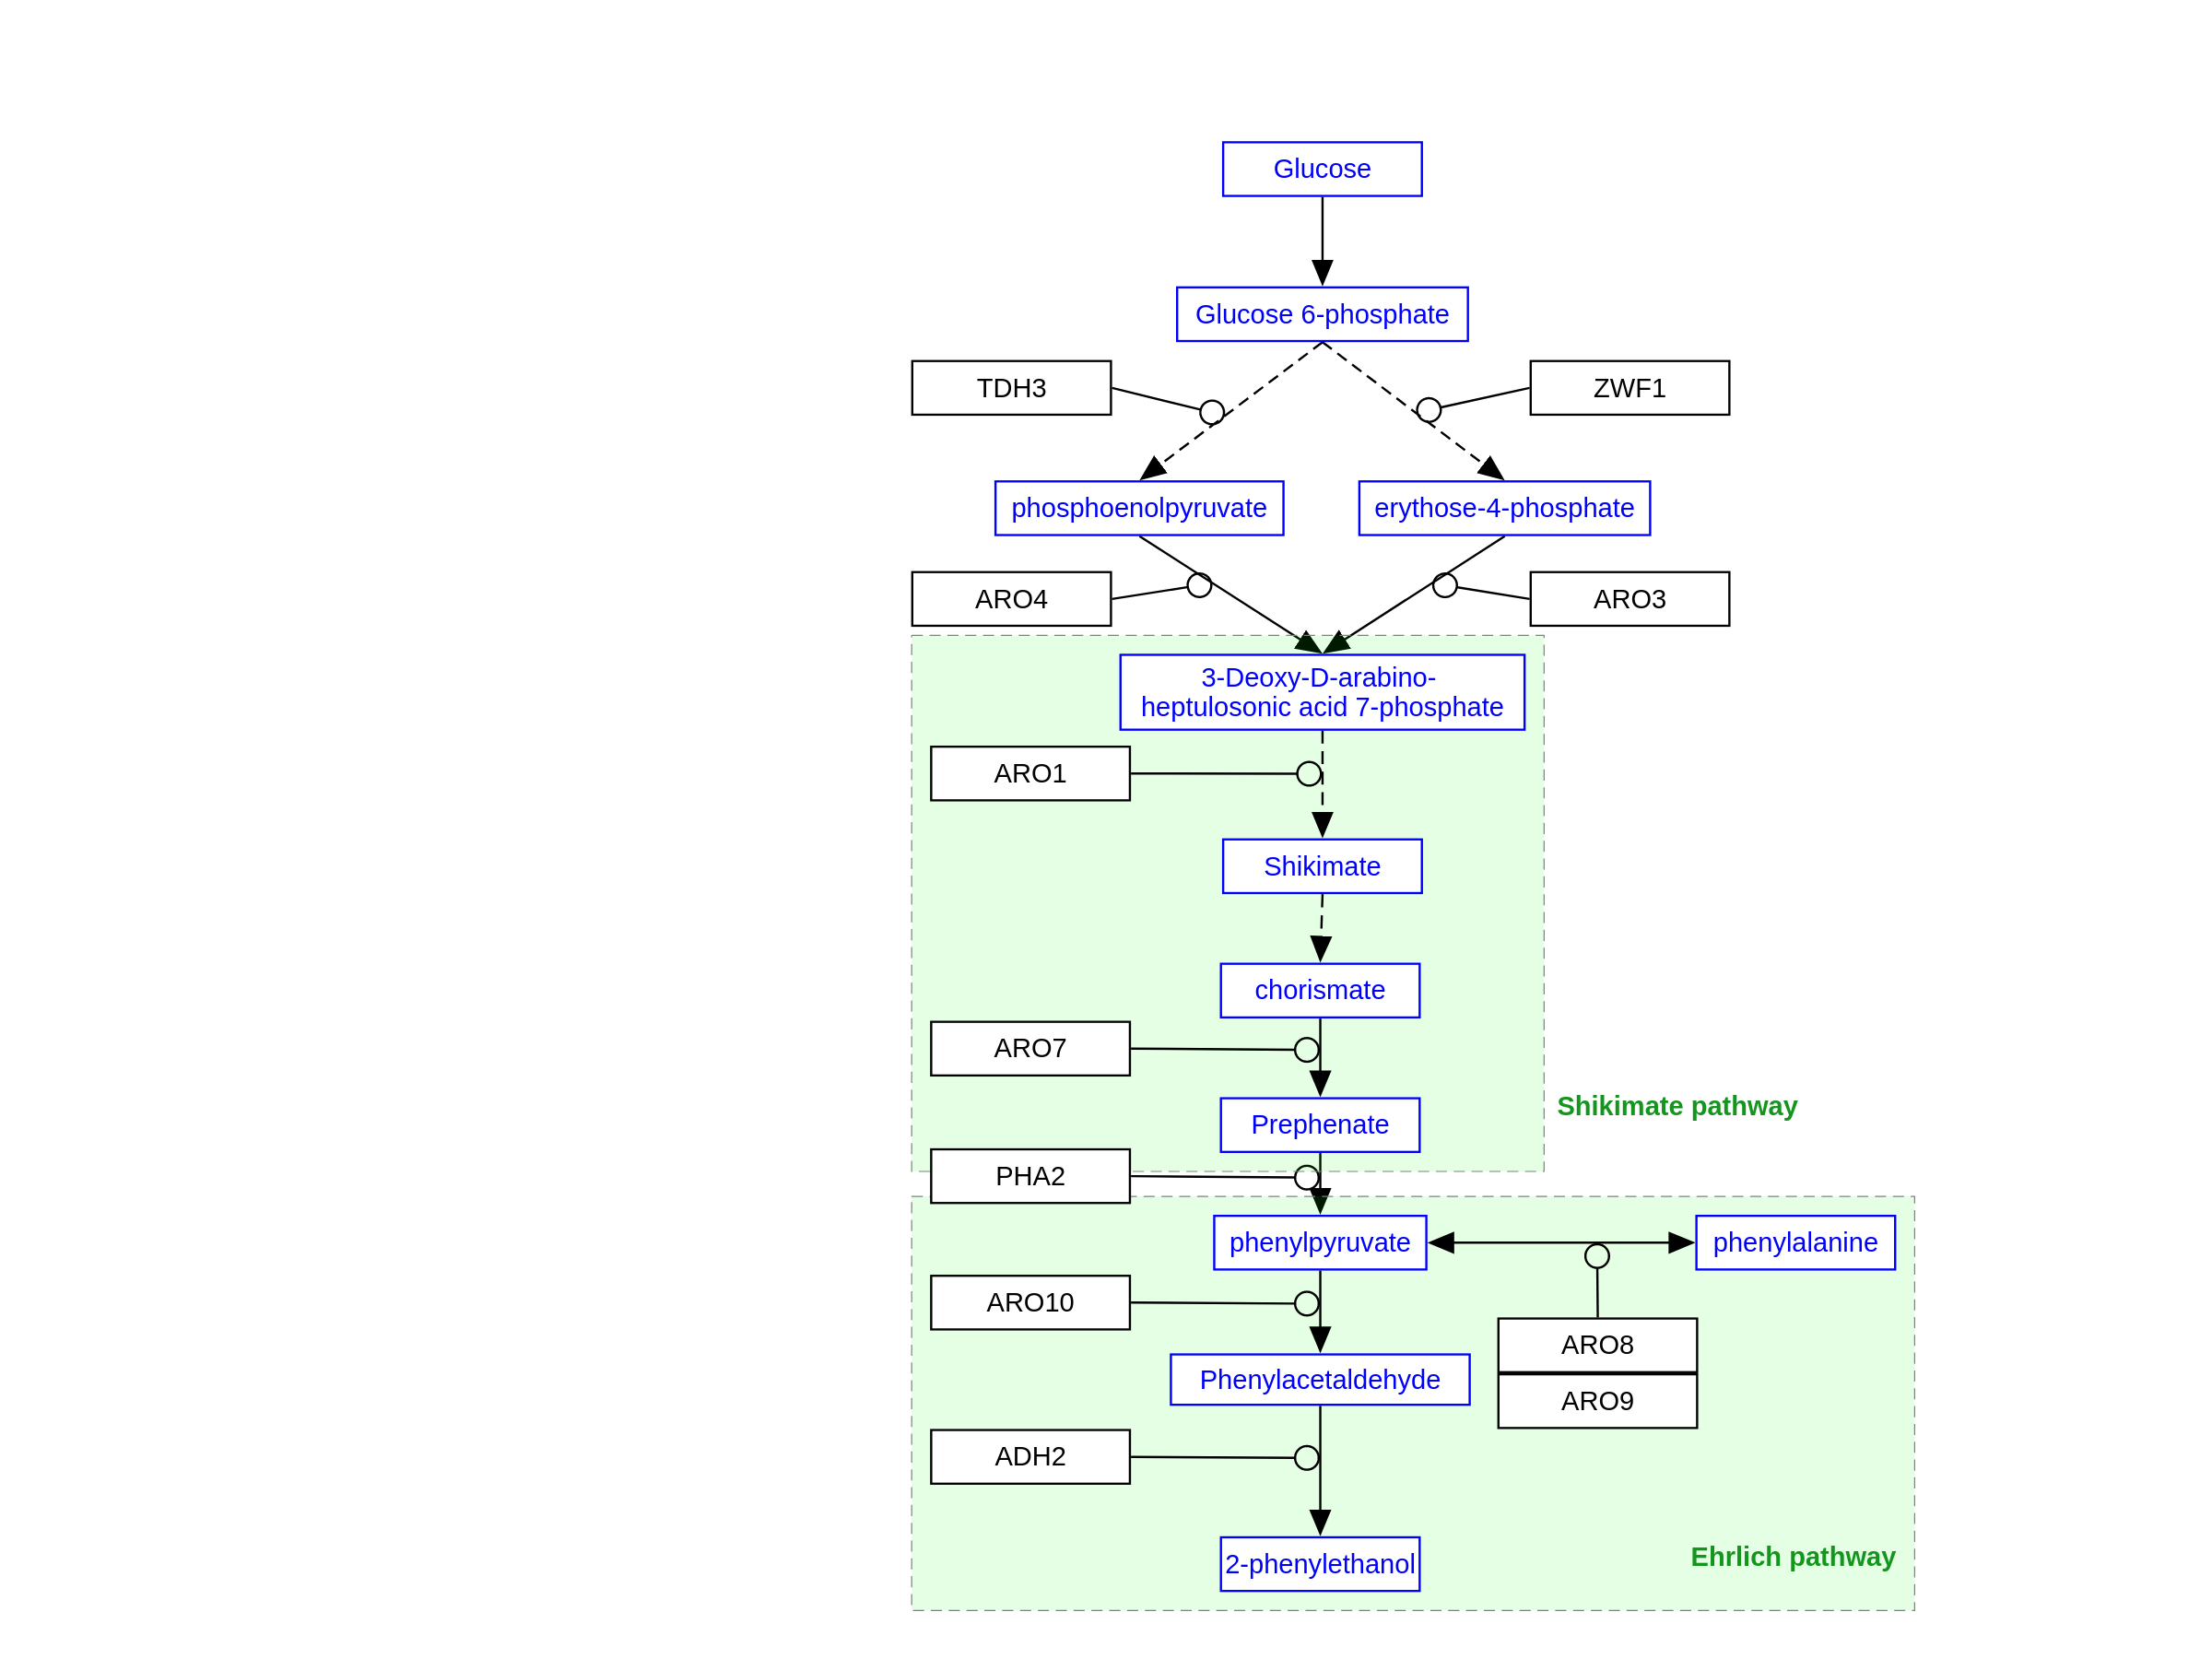 Glucose
Glucose 6-phosphate
TDH3
ZWF1
phosphoenolpyruvate
erythose-4-phosphate
ARO4
ARO3
3-Deoxy-D-arabino-
heptulosonic acid 7-phosphate
ARO1
Shikimate
chorismate
ARO7
Shikimate pathway
Prephenate
PHA2
phenylpyruvate
phenylalanine
ARO10
ARO8
Phenylacetaldehyde
ARO9
ADH2
Ehrlich pathway
2-phenylethanol